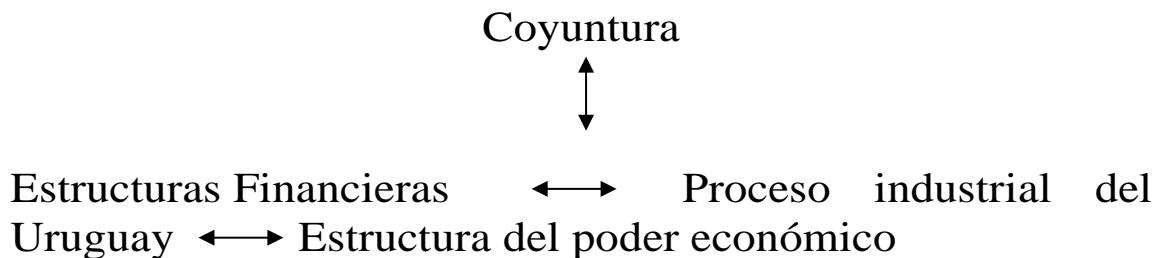 Coyuntura
Estructuras Financieras ↔ Proceso industrial del
Uruguay ↔ Estructura del poder económico